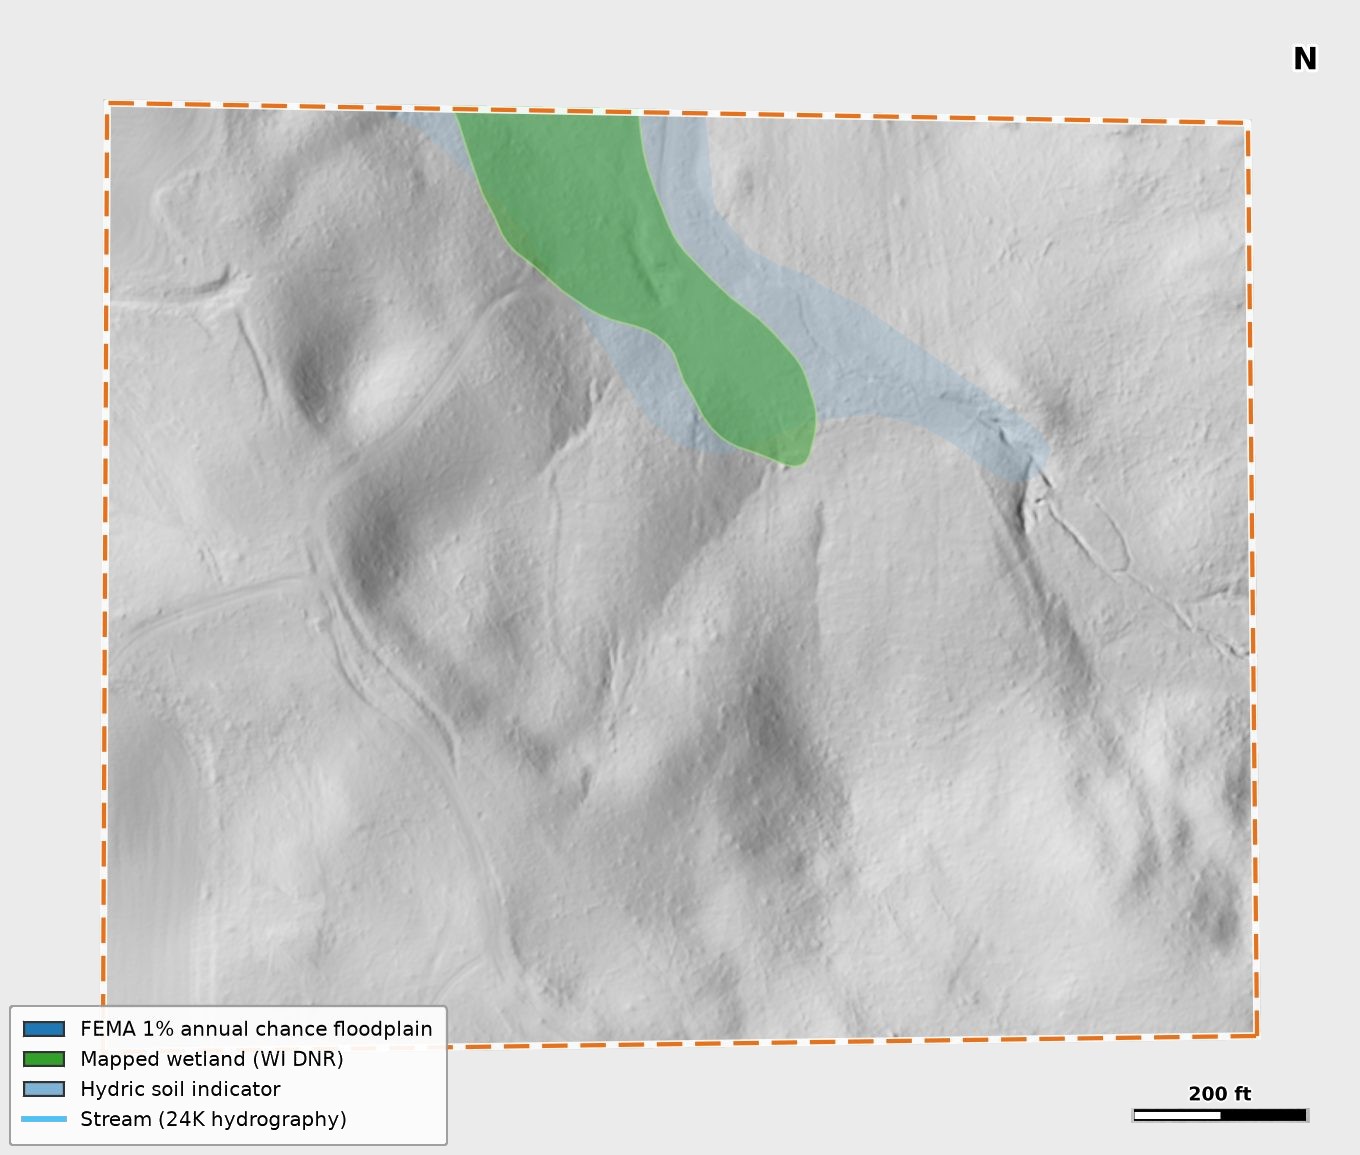 N
FEMA 1% annual chance floodplain
Mapped wetland (WI DNR)
Hydric soil indicator
Stream (24K hydrography)
200 ft